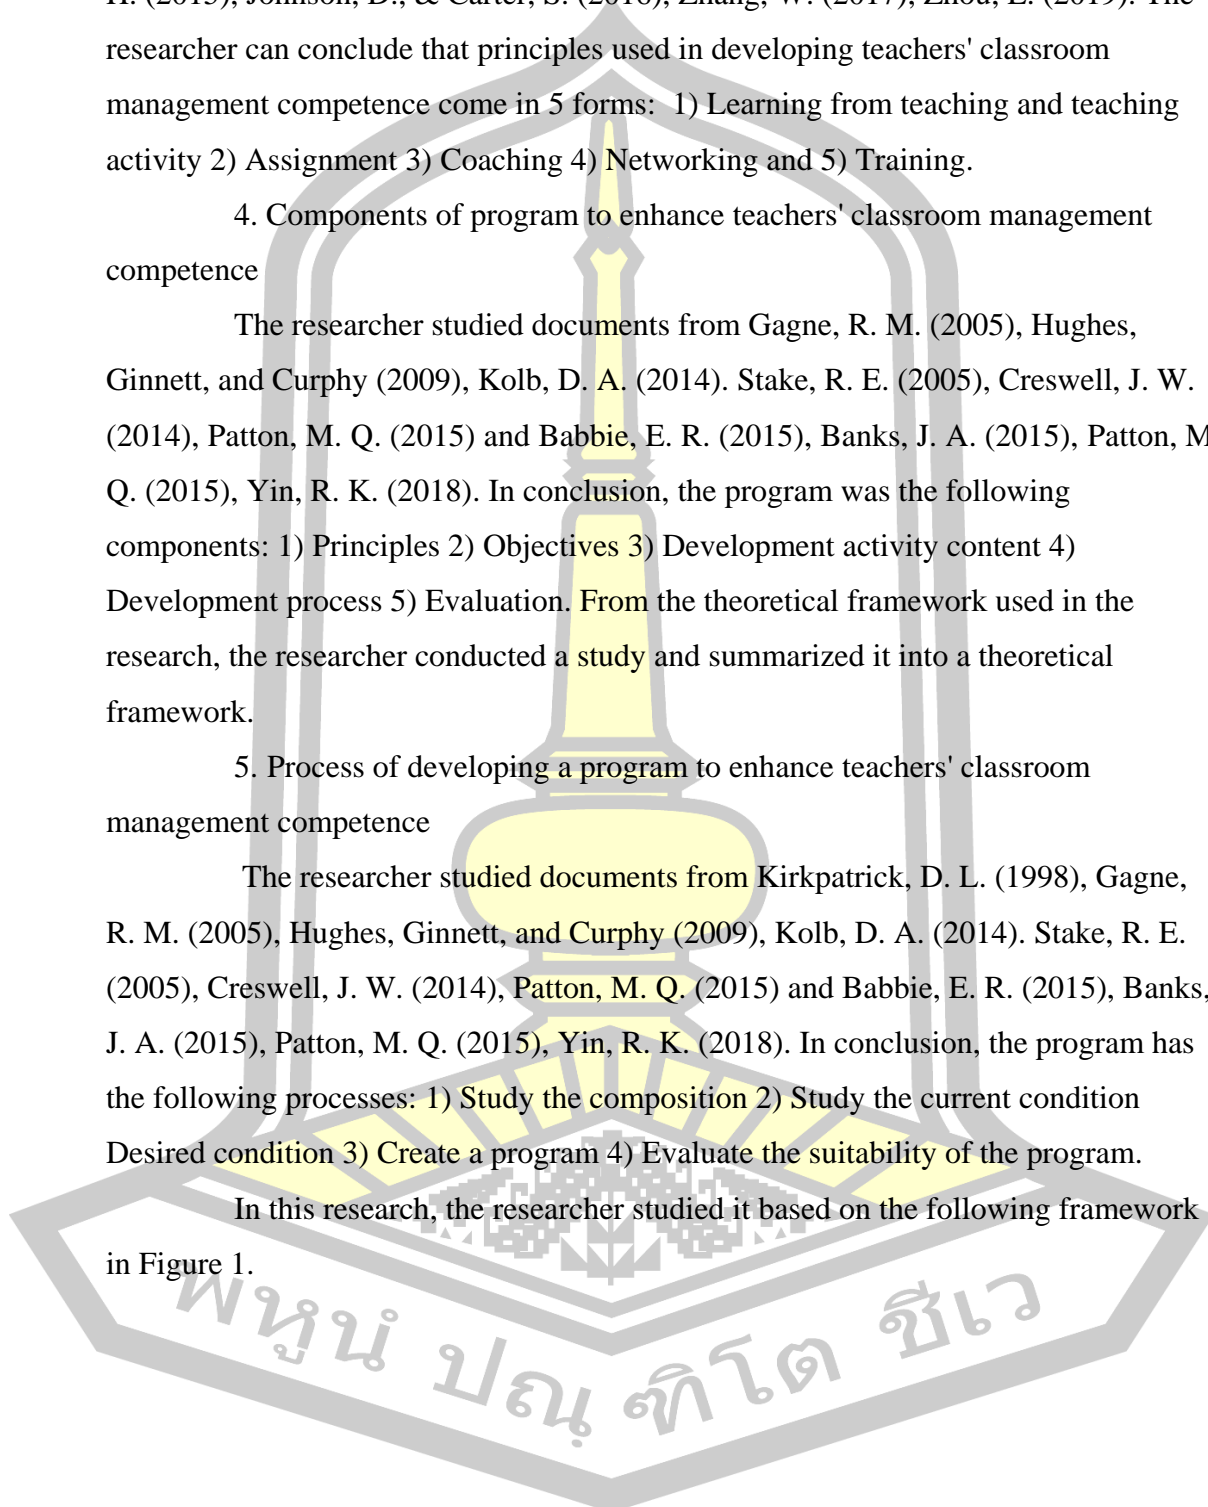 H. (2015), Johnson, D., & Carter, S. (2016), Zhang, W. (2017), Zhou, L. (2019). The
researcher can conclude that principles used in developing teachers' classroom
management competence come in 5 forms:  1) Learning from teaching and teaching
activity 2) Assignment 3) Coaching 4) Networking and 5) Training.
4. Components of program to enhance teachers' classroom management
competence
The researcher studied documents from Gagne, R. M. (2005), Hughes,
Ginnett, and Curphy (2009), Kolb, D. A. (2014). Stake, R. E. (2005), Creswell, J. W.
(2014), Patton, M. Q. (2015) and Babbie, E. R. (2015), Banks, J. A. (2015), Patton, M
Q. (2015), Yin, R. K. (2018). In conclusion, the program was the following
components: 1) Principles 2) Objectives 3) Development activity content 4)
Development process 5) Evaluation. From the theoretical framework used in the
research, the researcher conducted a study and summarized it into a theoretical
framework.
5. Process of developing a program to enhance teachers' classroom
management competence
The researcher studied documents from Kirkpatrick, D. L. (1998), Gagne,
R. M. (2005), Hughes, Ginnett, and Curphy (2009), Kolb, D. A. (2014). Stake, R. E.
(2005), Creswell, J. W. (2014), Patton, M. Q. (2015) and Babbie, E. R. (2015), Banks,
J. A. (2015), Patton, M. Q. (2015), Yin, R. K. (2018). In conclusion, the program has
the following processes: 1) Study the composition 2) Study the current condition
Desired condition 3) Create a program 4) Evaluate the suitability of the program.
In this research, the researcher studied it based on the following framework
in Figure 1.
พหูนํ ปณฺฑิโต ชีเว